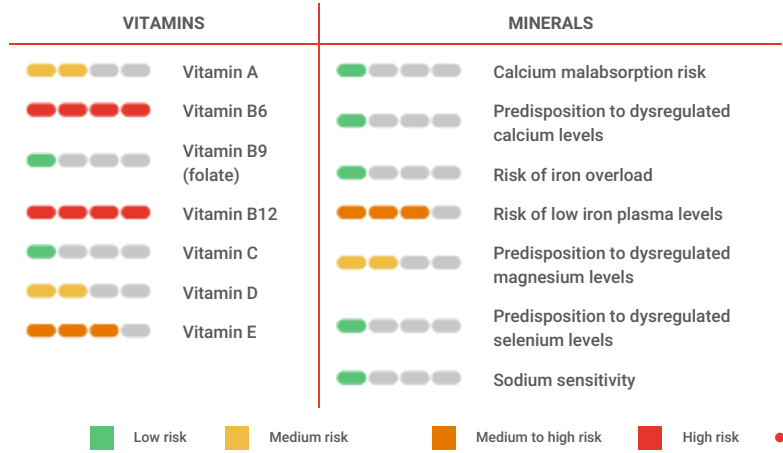 VITAMINS
Vitamin A
Vitamin B6
Vitamin B9
(folate)
Vitamin B12
Vitamin C
Vitamin D
Vitamin E
MINERALS
Calcium malabsorption risk
Predisposition to dysregulated
calcium levels
Risk of iron overload
Risk of low iron plasma levels
Predisposition to dysregulated
magnesium levels
Predisposition to dysregulated
selenium levels
Sodium sensitivity
Low risk
Medium risk
Medium to high risk
High risk